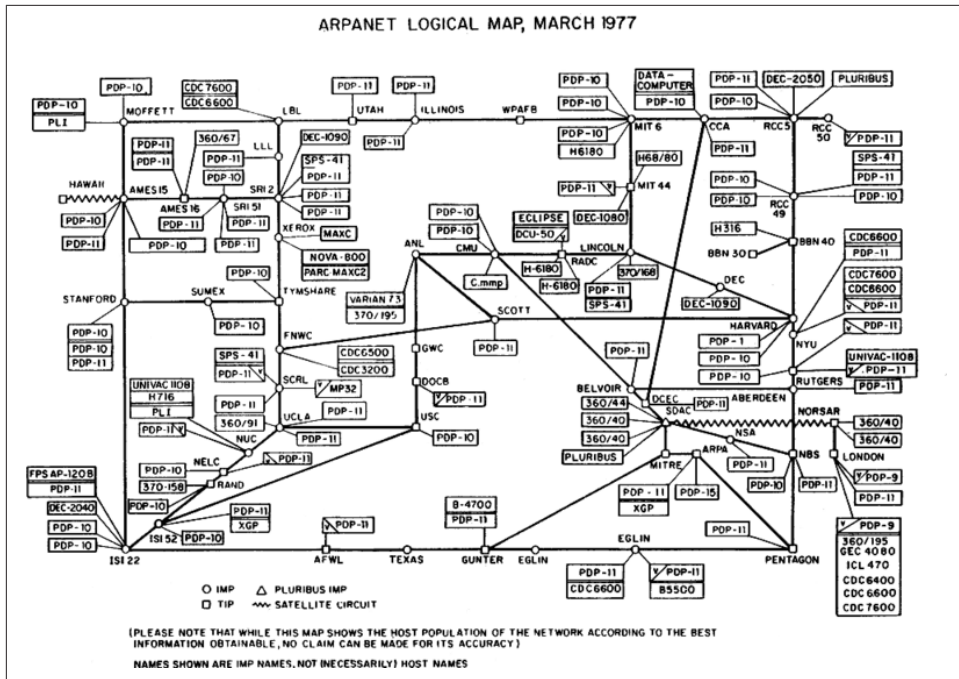 ARPANET LOGICAL MAP, MARCH 1977
PDP-10
PDP-10
PLI
MOFFETT
CDC7600
CDC6600
LBL
PDP-11
UTAH
PDP-11
ILLINOIS
WPAFB
PDP-10
PDP-10
PDP-10
H6180
MIT 6
DATA-
COMPUTER
PDP-10
CCA
PDP-11
PDP-11
PDP-10
DEC-2050
PLURIBUS
RCC5
RCC
50
PDP-11
PDP-11
PDP-11
360/67
LLL
PDP-11
DEC-1090
SPS-41
PDP-11
PDP-11
PDP-11
PDP-10
HAWAII
AMES15
AMES16
SRI 51
SRI 2
PDP-10
PDP-11
PDP-10
PDP-11
PDP-11
PDP-11
H68/80
PDP-11
MIT 44
DEC-1080
SPS-41
PDP-11
PDP-10
PDP-10
PDP-10
RCC
49
XEROX
MAXC
NOVA-800
PARC-MAXC2
PDP-10
PDP-10
ANL
CMU
C.mmp
ECLIPSE
DCU-50
RADC
H-6180
H-6180
LINCOLN
370/168
PDP-11
SPS-41
H316
BBN 30
BBN 40
DEC
DEC-1090
CDC6600
PDP-11
CDC7600
CDC6600
PDP-11
PDP-11
STANFORD
SUMEX
PDP-10
TYMSHARE
PDP-10
PDP-10
PDP-10
PDP-11
VARIAN 73
370/195
SCOTT
PDP-11
HARVARD
PDP-1
PDP-10
PDP-10
NYU
FNWC
CDC6500
CDC3200
GWC
SPS-41
PDP-11
SCRL
MP32
DOCB
PDP-11
PDP-11
BELVOIR
DCEC
PDP-11
ABERDEEN
RUTGERS
UNIVAC-1108
PDP-11
PDP-11
UNIVAC 1108
H716
PLI
PDP-11
PDP-11
360/91
UCLA
PDP-11
PDP-11
USC
PDP-10
360/44
360/40
360/40
PLURIBUS
SDAC
NORSAR
360/40
360/40
NUC
NELC
PDP-11
PDP-10
370-158
RAND
PDP-10
NSA
PDP-11
MITRE
ARPA
PDP-11
XGP
PDP-15
NBS
PDP-10
PDP-11
LONDON
PDP-9
PDP-11
FPS AP-120B
PDP-11
DEC-2040
PDP-10
PDP-10
ISI 22
ISI 52
PDP-11
XGP
PDP-10
PDP-11
AFWL
TEXAS
B-4700
PDP-11
GUNTER
EGLIN
EGLIN
PDP-11
CDC6600
PDP-11
B5500
PDP-11
PENTAGON
PDP-9
360/195
GEC 4080
ICL 470
CDC6400
CDC6600
CDC7600
IMP
PLURIBUS IMP
TIP
SATELLITE CIRCUIT
(PLEASE NOTE THAT WHILE THIS MAP SHOWS THE HOST POPULATION OF THE NETWORK ACCORDING TO THE BEST
INFORMATION OBTAINABLE, NO CLAIM CAN BE MADE FOR ITS ACCURACY)
NAMES SHOWN ARE IMP NAMES, NOT (NECESSARILY) HOST NAMES